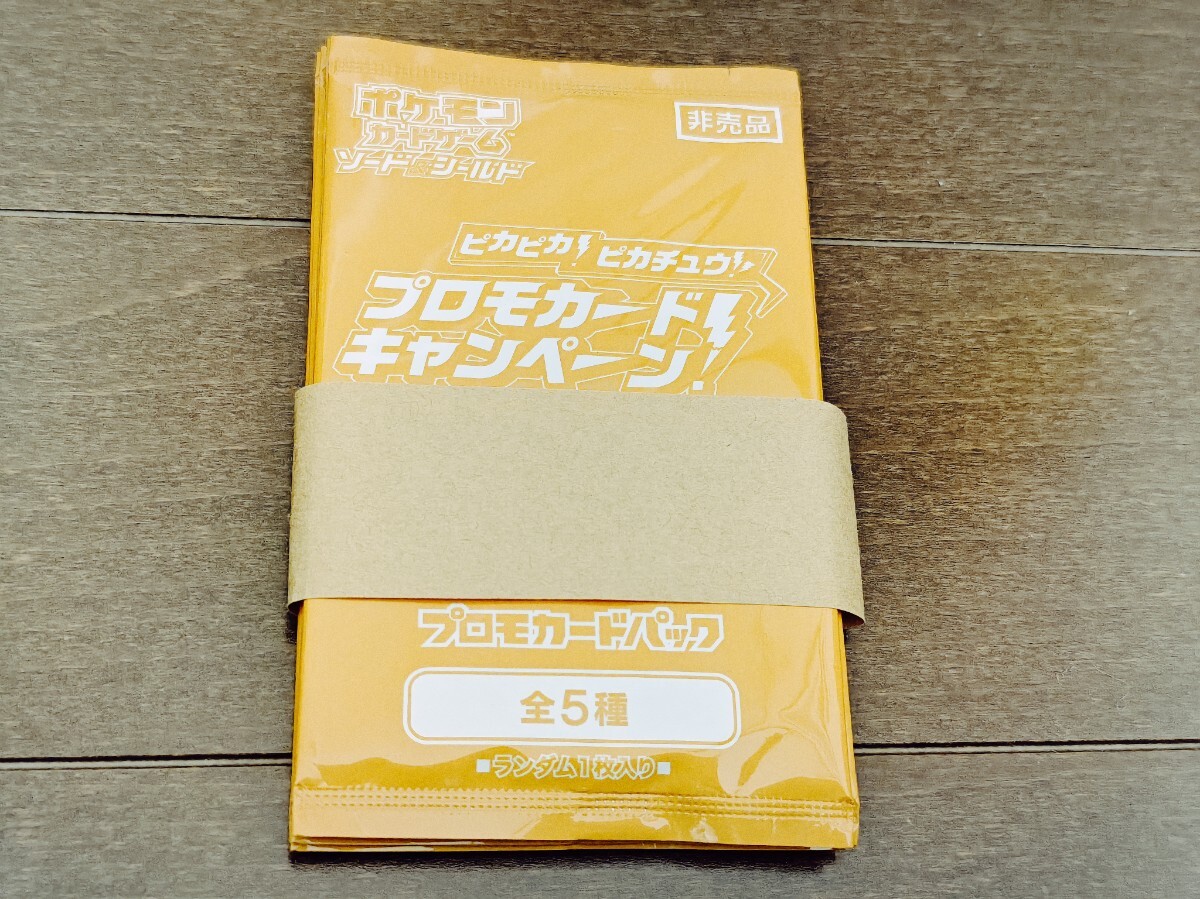 ポケモン
カードゲーム
ソード&シールド
非売品
ピカピカ！ピカチュウ！
プロモカード
キャンペーン！
プロモカードパック
全5種
■ランダム1枚入り■